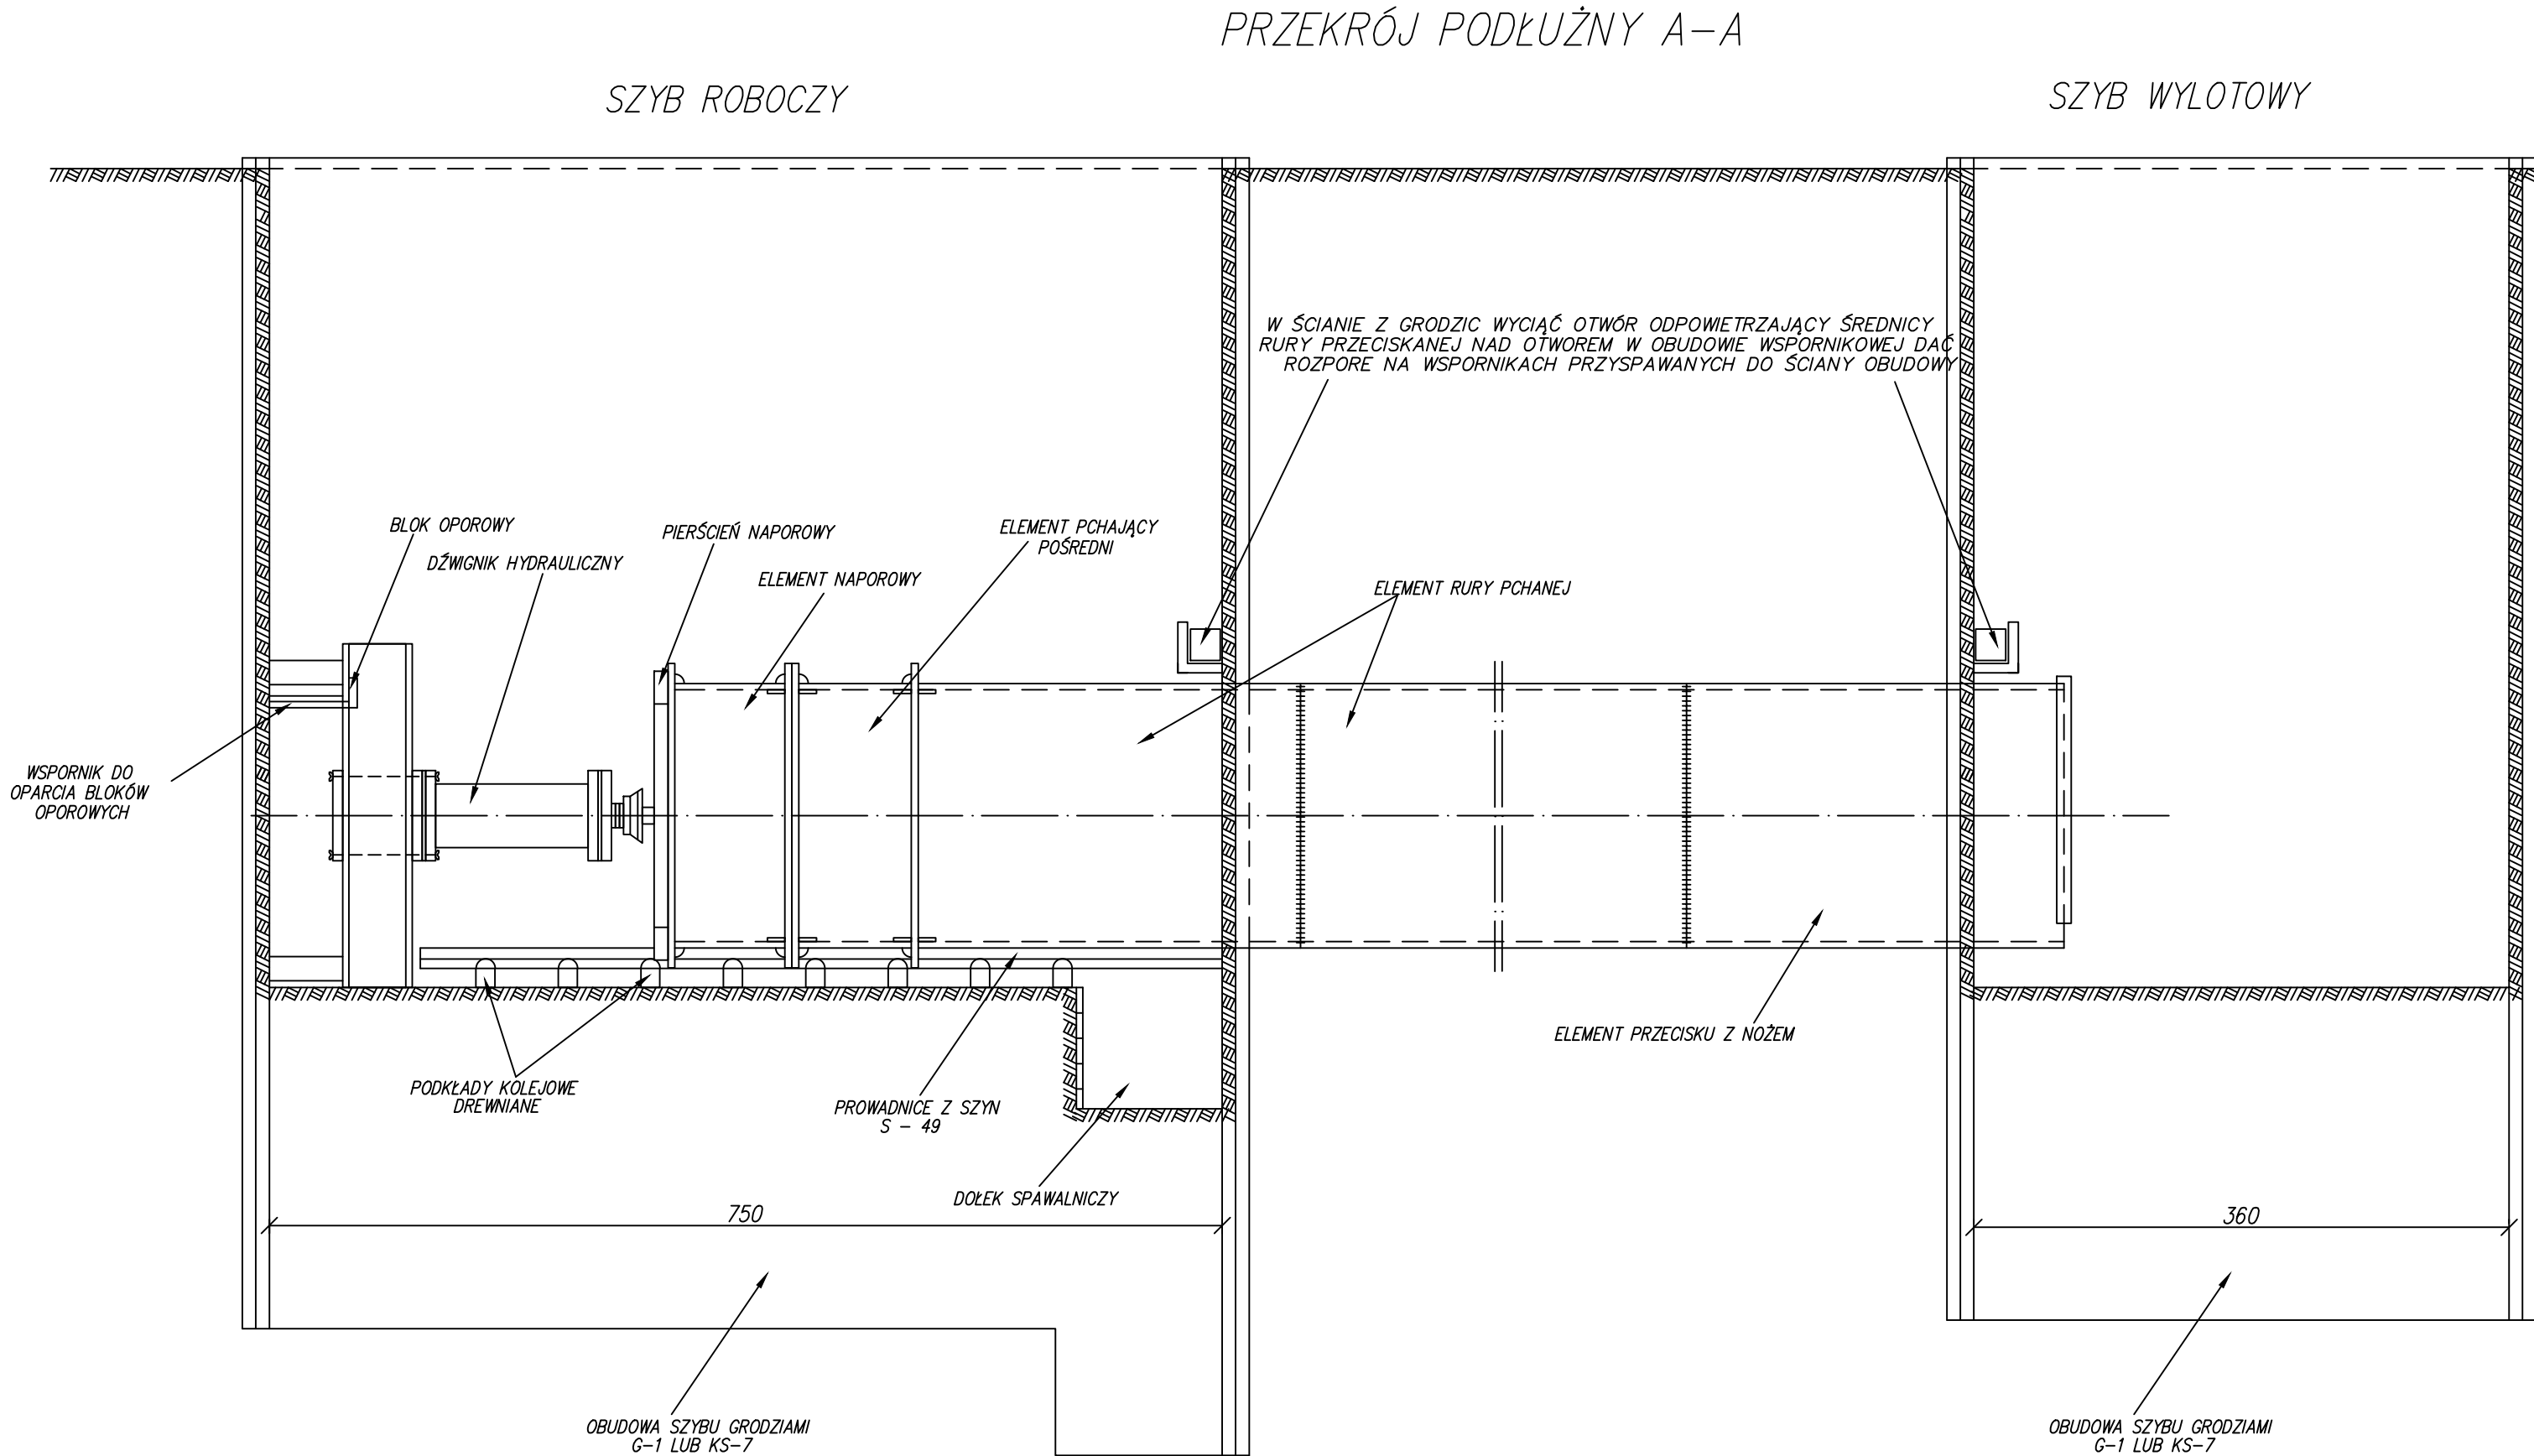 PRZEKRÓJ PODŁUŻNY A-A
SZYB ROBOCZY
SZYB WYLOTOWY
W ŚCIANIE Z GRODZIC WYCIĄĆ OTWÓR ODPOWIETRZAJĄCY ŚREDNICY
RURY PRZECISKANEJ NAD OTWOREM W OBUDOWIE WSPORNIKOWEJ DAĆ
ROZPORE NA WSPORNIKACH PRZYSPAWANYCH DO ŚCIANY OBUDOWY
BLOK OPOROWY
DŹWIGNIK HYDRAULICZNY
PIERŚCIEŃ NAPOROWY
ELEMENT NAPOROWY
ELEMENT PCHAJĄCY
POŚREDNI
ELEMENT RURY PCHANEJ
WSPORNIK DO
OPARCIA BLOKÓW
OPOROWYCH
ELEMENT PRZECISKU Z NOŻEM
PODKŁADY KOLEJOWE
DREWNIANE
PROWADNICE Z SZYN
S - 49
DOŁEK SPAWALNICZY
750
360
OBUDOWA SZYBU GRODZIAMI
G-1 LUB KS-7
OBUDOWA SZYBU GRODZIAMI
G-1 LUB KS-7